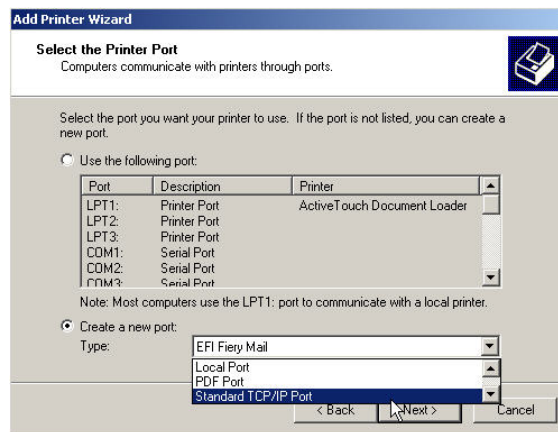 Add Printer Wizard
Select the Printer Port
Computers communicate with printers through ports.
Select the port you want your printer to use. If the port is not listed, you can create a
new port.
Use the following port:
Port Description Printer
LPT1: Printer Port ActiveTouch Document Loader
LPT2: Printer Port
LPT3: Printer Port
COM1: Serial Port
COM2: Serial Port
COM3: Serial Port
Note: Most computers use the LPT1: port to communicate with a local printer.
Create a new port:
Type: EFI Fiery Mail
Local Port
PDF Port
Standard TCP/IP Port
< Back Next > Cancel